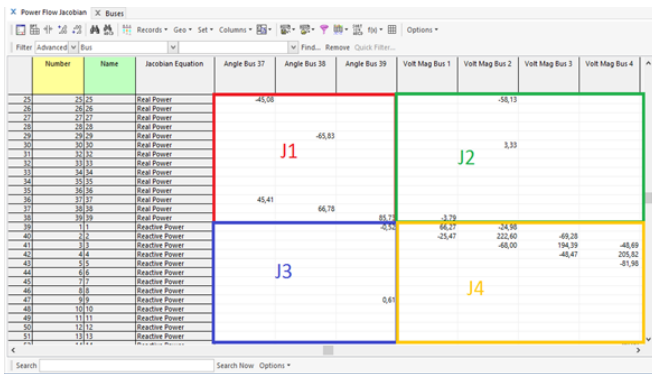 X Power Flow Jacobian X Buses
Records Geo Set Columns f(x) Options
Filter Advanced Bus Find... Remove Quick Filter...
Number Name Jacobian Equation Angle Bus 37 Angle Bus 38 Angle Bus 39 Volt Mag Bus 1 Volt Mag Bus 2 Volt Mag Bus 3 Volt Mag Bus 4
25 25 25 Real Power -45,08 -58,13
26 26 26 Real Power
27 27 27 Real Power
28 28 28 Real Power
29 29 29 Real Power -65,83
30 30 30 Real Power 3,33
31 32 32 Real Power
32 33 33 Real Power
33 34 34 Real Power
34 35 35 Real Power
35 36 36 Real Power
36 37 37 Real Power 45,41
37 38 38 Real Power 66,78
38 39 39 Real Power 85,77 -3,79
39 1 1 Reactive Power -0,52 66,27 -24,98
40 2 2 Reactive Power -25,47 222,60 -69,28
41 3 3 Reactive Power -68,00 194,39 -48,69
42 4 4 Reactive Power -48,47 205,82
43 5 5 Reactive Power -81,98
44 6 6 Reactive Power
45 7 7 Reactive Power
46 8 8 Reactive Power
47 9 9 Reactive Power 0,61
48 10 10 Reactive Power
49 11 11 Reactive Power
50 12 12 Reactive Power
51 13 13 Reactive Power
J1
J2
J3
J4
Search Search Now Options